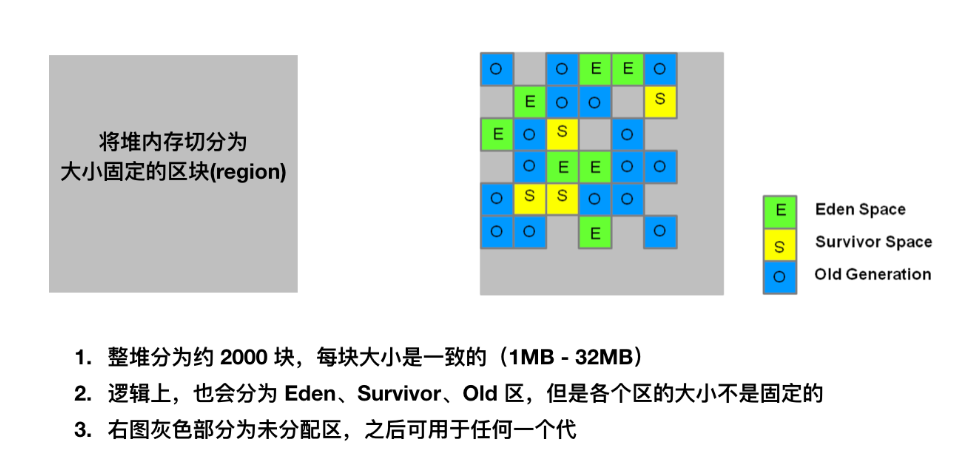 将堆内存切分为
大小固定的区块(region)
O O E E O
E O O S
E O S O
O E E O O
O S S O O
O O E O
E Eden Space
S Survivor Space
O Old Generation
1. 整堆分为约 2000 块，每块大小是一致的（1MB - 32MB）
2. 逻辑上，也会分为 Eden、Survivor、Old 区，但是各个区的大小不是固定的
3. 右图灰色部分为未分配区，之后可用于任何一个代